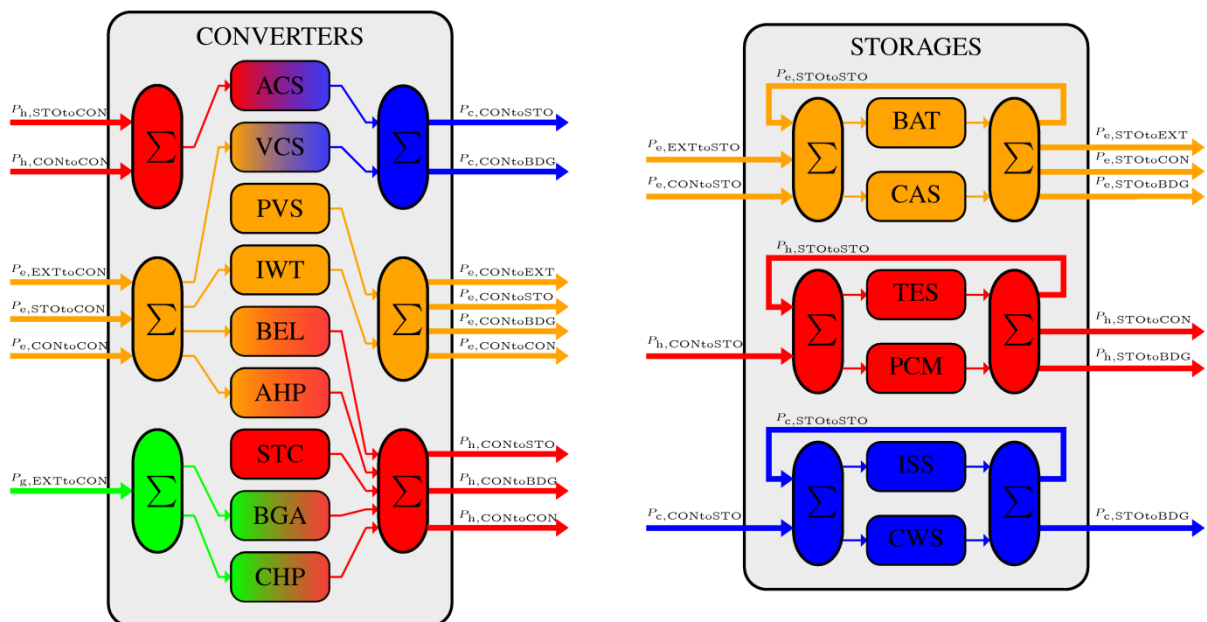 CONVERTERS
P_h,STOtoCON
P_h,CONtoCON
∑
ACS
∑
P_c,CONtoSTO
P_c,CONtoBDG
VCS
PVS
P_e,EXTtoCON
P_e,STOtoCON
P_e,CONtoCON
∑
IWT
∑
P_e,CONtoEXT
P_e,CONtoSTO
P_e,CONtoBDG
P_e,CONtoCON
BEL
AHP
STC
P_g,EXTtoCON
∑
BGA
∑
P_h,CONtoSTO
P_h,CONtoBDG
P_h,CONtoCON
CHP
STORAGES
P_e,STOtoSTO
P_e,EXTtoSTO
P_e,CONtoSTO
∑
BAT
CAS
∑
P_e,STOtoEXT
P_e,STOtoCON
P_e,STOtoBDG
P_h,STOtoSTO
P_h,CONtoSTO
∑
TES
PCM
∑
P_h,STOtoCON
P_h,STOtoBDG
P_c,STOtoSTO
P_c,CONtoSTO
∑
ISS
CWS
∑
P_c,STOtoBDG